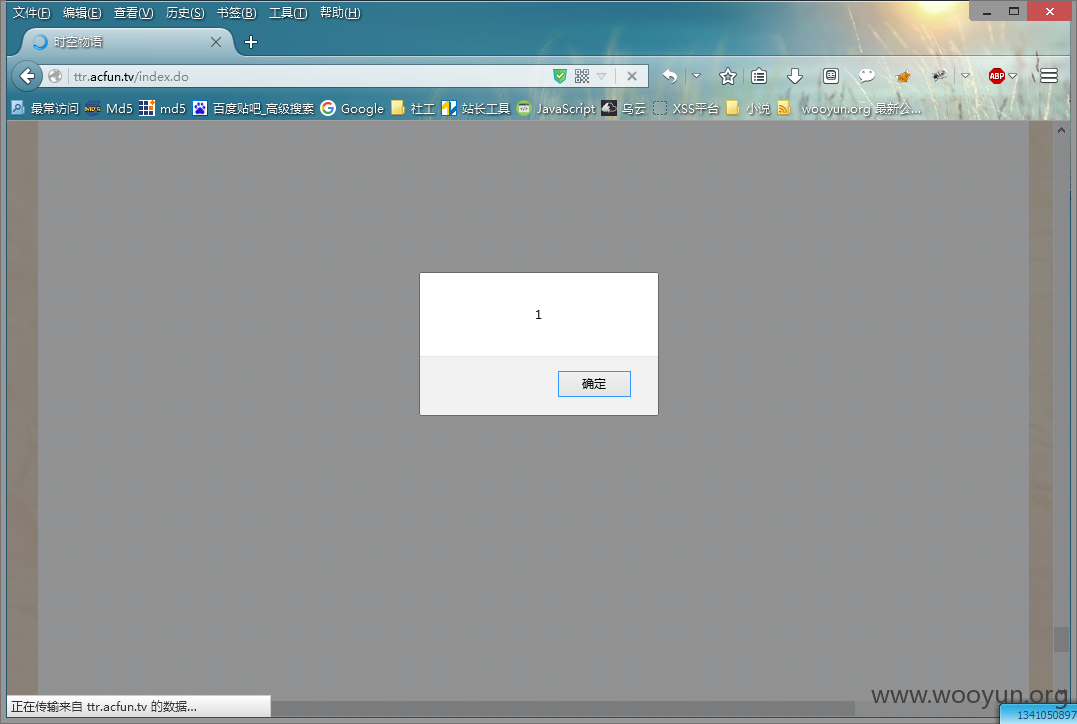 文件(F) 编辑(E) 查看(V) 历史(S) 书签(B) 工具(T) 帮助(H)
时空物语
ttr.acfun.tv/index.do
ABP
最常访问 MD5 Md5 md5 百度贴吧_高级搜索 Google 社工 站长工具 JavaScript 乌云 XSS平台 小说 wooyun.org 最新公...
1
确定
www.wooyun.org
正在传输来自 ttr.acfun.tv 的数据...
1341050897